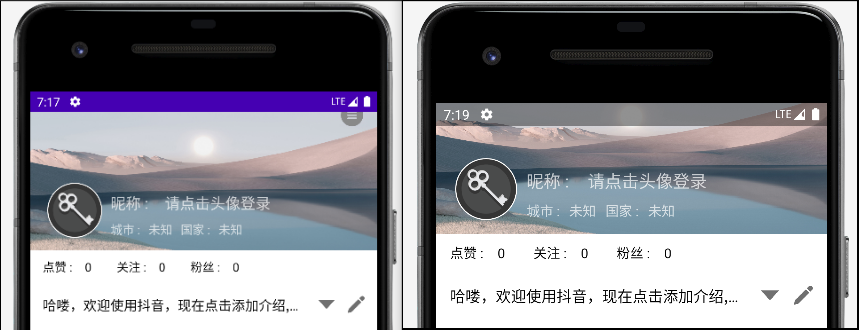 7:17 LTE
昵称： 请点击头像登录
城市：未知 国家：未知
点赞： 0 关注： 0 粉丝： 0
哈喽，欢迎使用抖音，现在点击添加介绍,...
7:19 LTE
昵称： 请点击头像登录
城市：未知 国家：未知
点赞： 0 关注： 0 粉丝： 0
哈喽，欢迎使用抖音，现在点击添加介绍,...